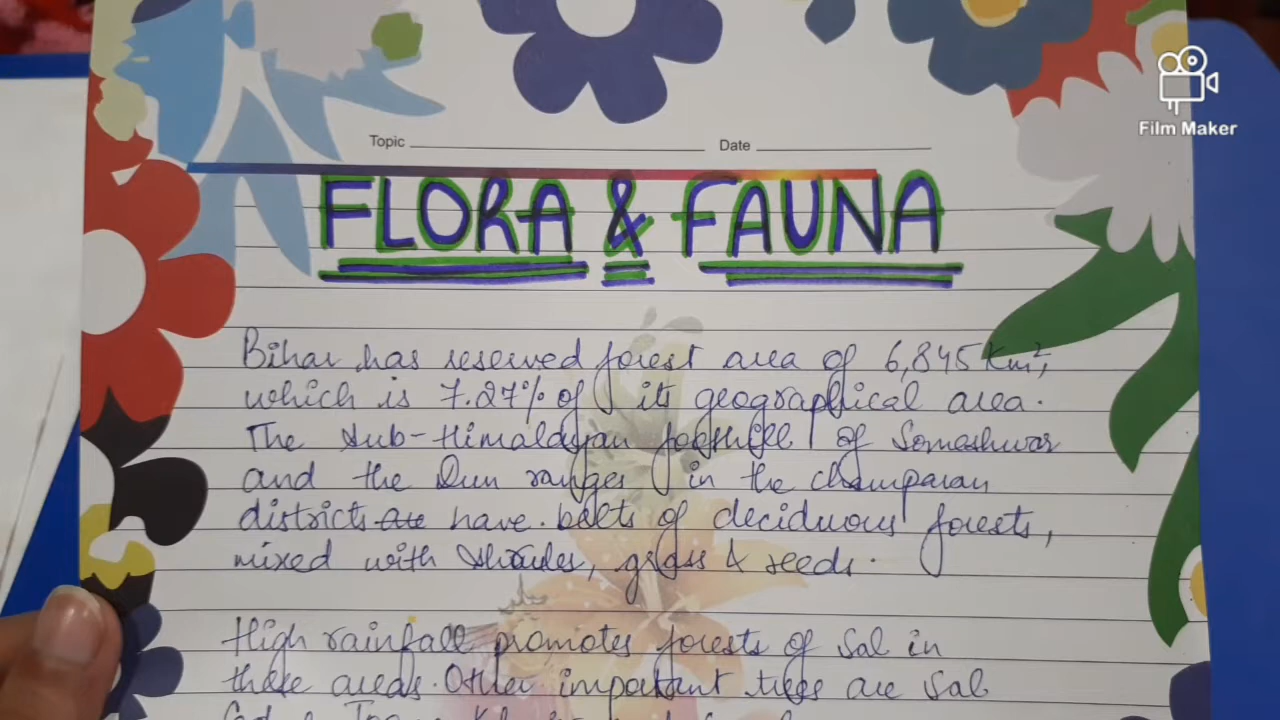 Film Maker
Topic Date
FLORA & FAUNA
Bihar has reserved forest area of 6,845 Km²,
which is 7.27% of its geographical area.
The Sub-Himalayan foothill of Someshwar
and the Dun ranges in the champaran
districts are have belts of deciduous forests,
mixed with shrubs, grass & reeds.
High rainfall promotes forests of Sal in
these areas. Other important trees are Sal